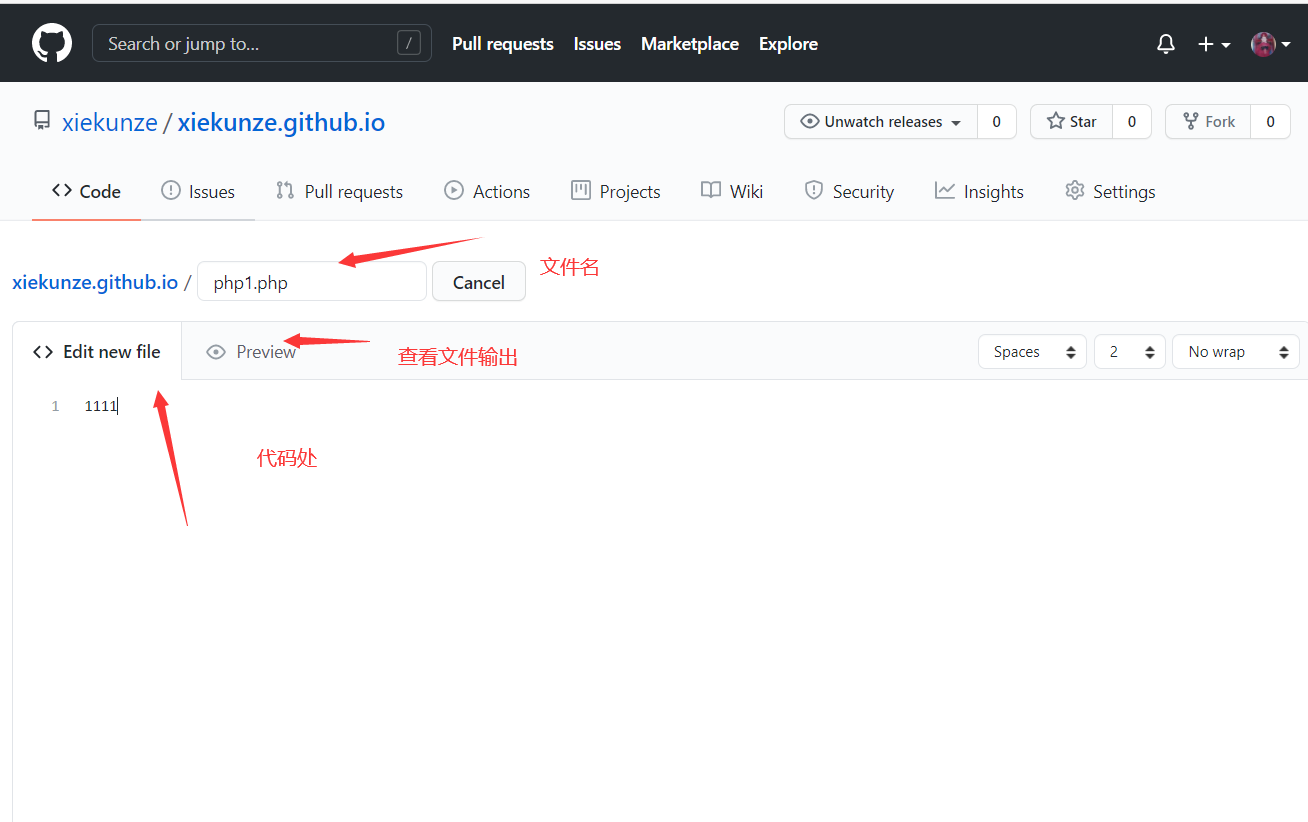 Search or jump to... /
Pull requests Issues Marketplace Explore
xiekunze / xiekunze.github.io
Unwatch releases 0 Star 0 Fork 0
Code Issues Pull requests Actions Projects Wiki Security Insights Settings
xiekunze.github.io / php1.php Cancel 文件名
Edit new file Preview 查看文件输出 Spaces 2 No wrap
1 1111
代码处